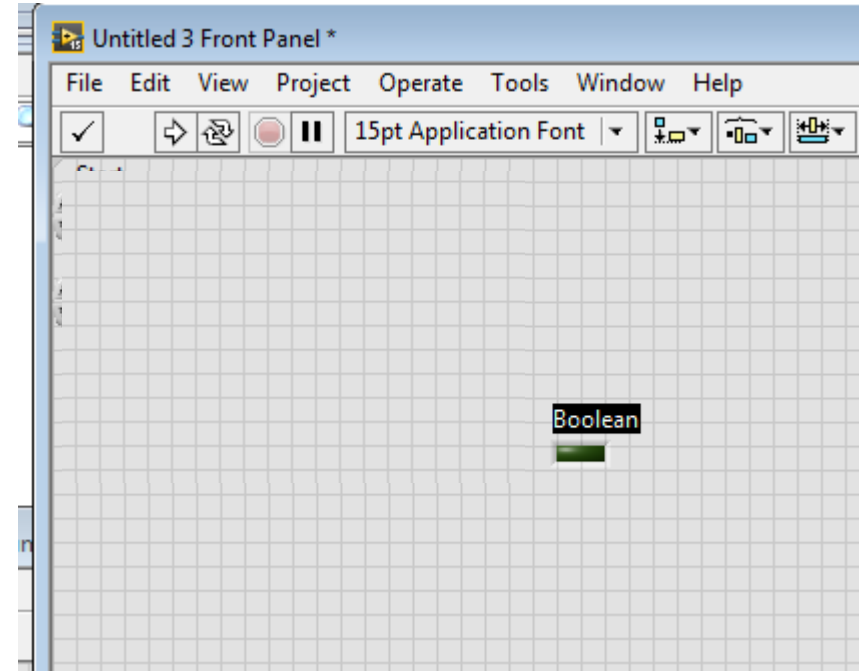 Untitled 3 Front Panel *
File Edit View Project Operate Tools Window Help
15pt Application Font
Boolean